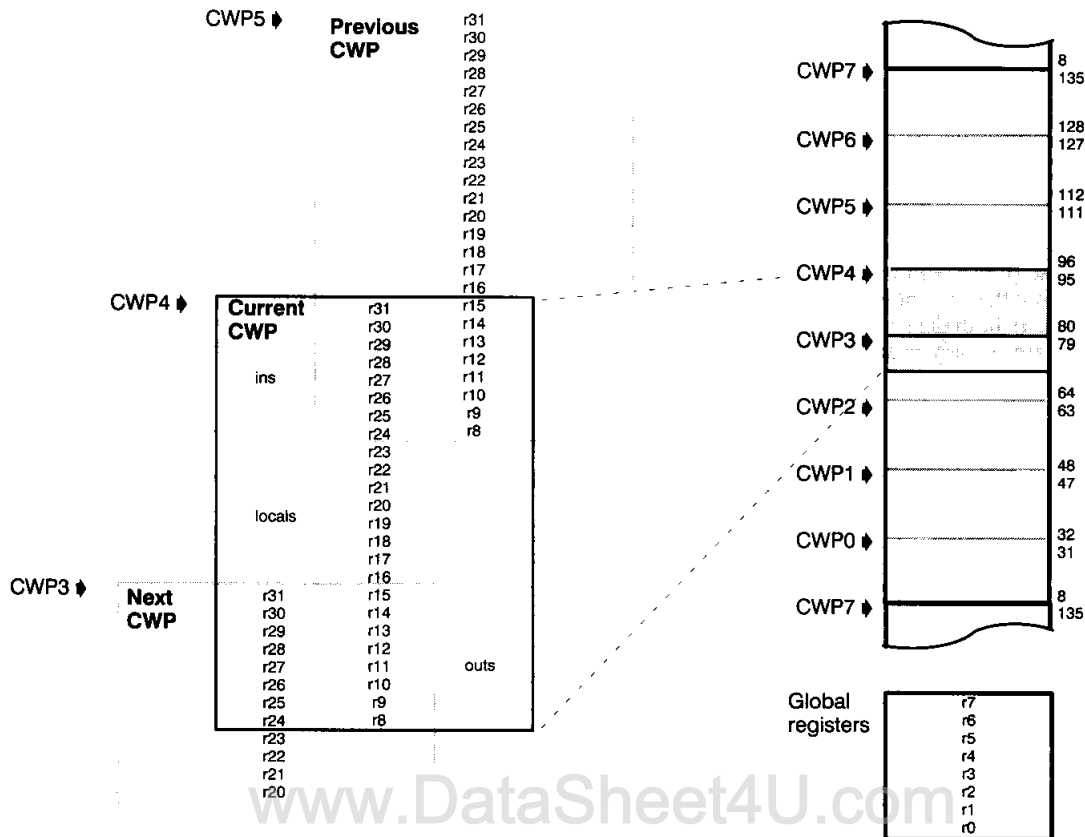 CWP5
Previous
CWP
r31
r30
r29
r28
r27
r26
r25
r24
r23
r22
r21
r20
r19
r18
r17
r16
r15
r14
r13
r12
r11
r10
r9
r8
CWP4
Current
CWP
ins
locals
outs
r31
r30
r29
r28
r27
r26
r25
r24
r23
r22
r21
r20
r19
r18
r17
r16
r15
r14
r13
r12
r11
r10
r9
r8
CWP3
Next
CWP
r31
r30
r29
r28
r27
r26
r25
r24
r23
r22
r21
r20
CWP7
8
135
CWP6
128
127
CWP5
112
111
CWP4
96
95
CWP3
80
79
CWP2
64
63
CWP1
48
47
CWP0
32
31
CWP7
8
135
Global
registers
r7
r6
r5
r4
r3
r2
r1
r0
www.DataSheet4U.com